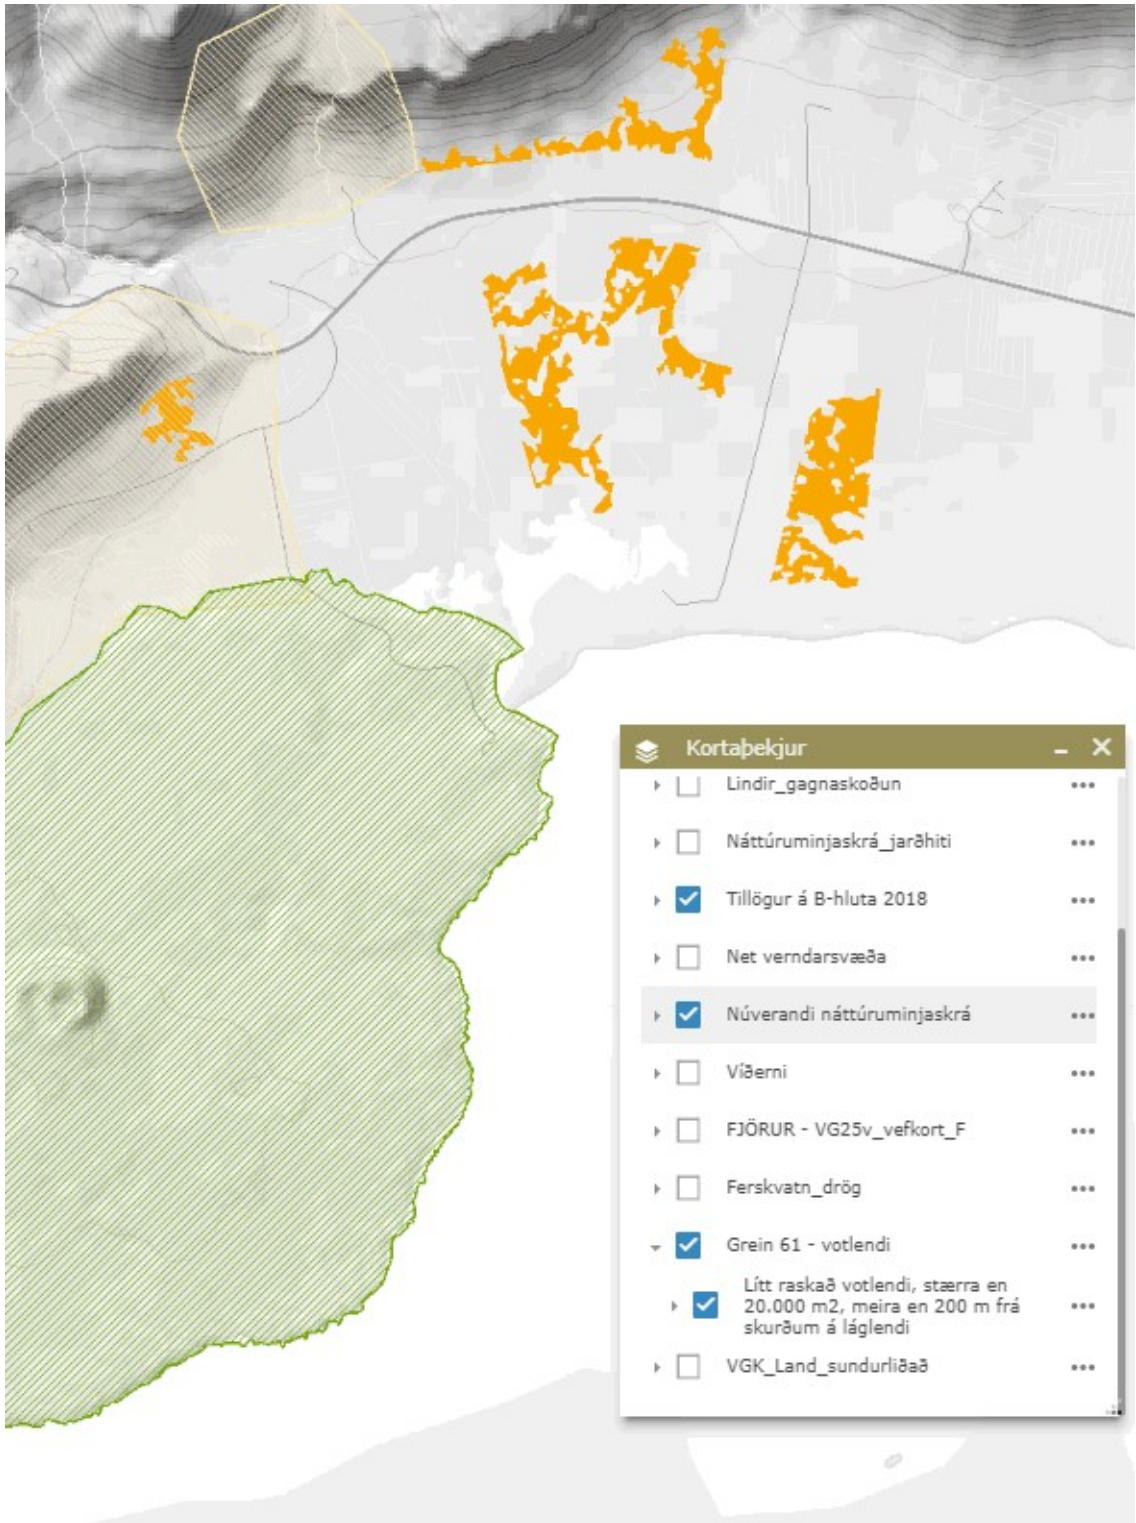 Kortaþekjur
Lindir_gagnaskoðun
Náttúruminjaskrá_jarðhiti
Tillögur á B-hluta 2018
Net verndarsvæða
Núverandi náttúruminjaskrá
Víðerni
FJÖRUR - VG25v_vefkort_F
Ferskvatn_drög
Grein 61 - votlendi
Lítt raskað votlendi, stærra en
20.000 m2, meira en 200 m frá
skurðum á láglendi
VGK_Land_sundurliðað